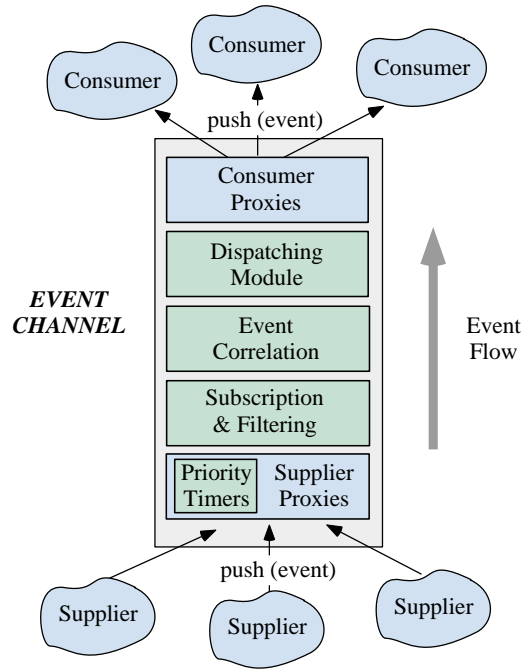 Consumer
Consumer
Consumer
push (event)
Consumer
Proxies
Dispatching
Module
EVENT
CHANNEL
Event
Correlation
Event
Flow
Subscription
& Filtering
Priority
Timers
Supplier
Proxies
push (event)
Supplier
Supplier
Supplier